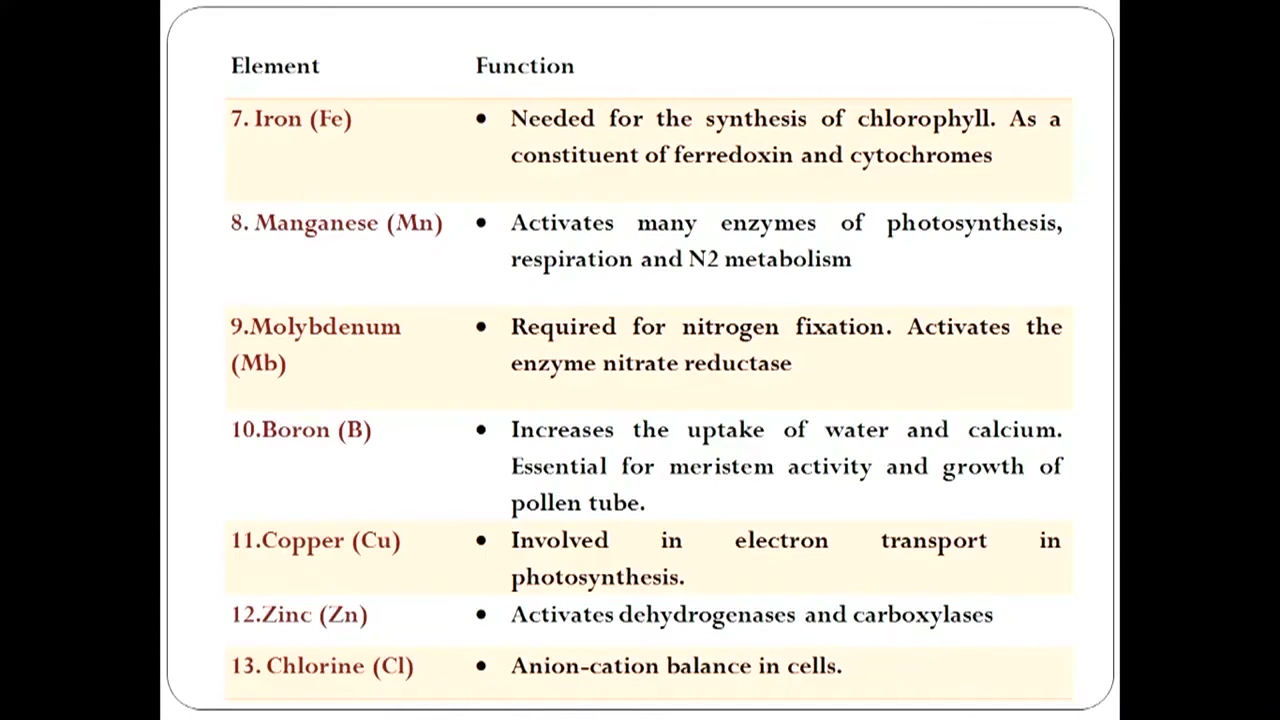 Element Function
7. Iron (Fe) • Needed for the synthesis of chlorophyll. As a
constituent of ferredoxin and cytochromes
8. Manganese (Mn) • Activates many enzymes of photosynthesis,
respiration and N2 metabolism
9.Molybdenum • Required for nitrogen fixation. Activates the
(Mb) enzyme nitrate reductase
10.Boron (B) • Increases the uptake of water and calcium.
Essential for meristem activity and growth of
pollen tube.
11.Copper (Cu) • Involved in electron transport in
photosynthesis.
12.Zinc (Zn) • Activates dehydrogenases and carboxylases
13. Chlorine (Cl) • Anion-cation balance in cells.